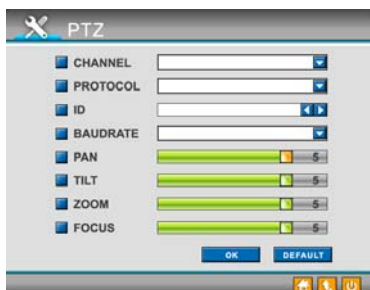 PTZ
CHANNEL
PROTOCOL
ID
BAUDRATE
PAN 5
TILT 5
ZOOM 5
FOCUS 5
OK DEFAULT